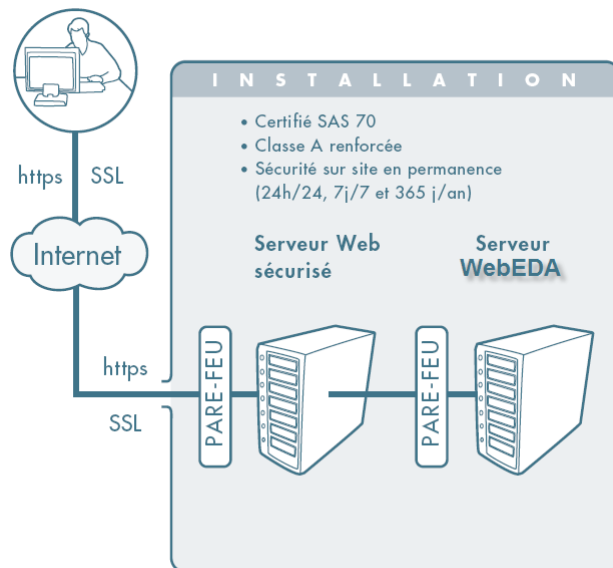 INSTALLATION
• Certifié SAS 70
• Classe A renforcée
• Sécurité sur site en permanence
(24h/24, 7j/7 et 365 j/an)
https SSL
Internet
Serveur Web
sécurisé
Serveur
WebEDA
https
SSL
PARE-FEU
PARE-FEU